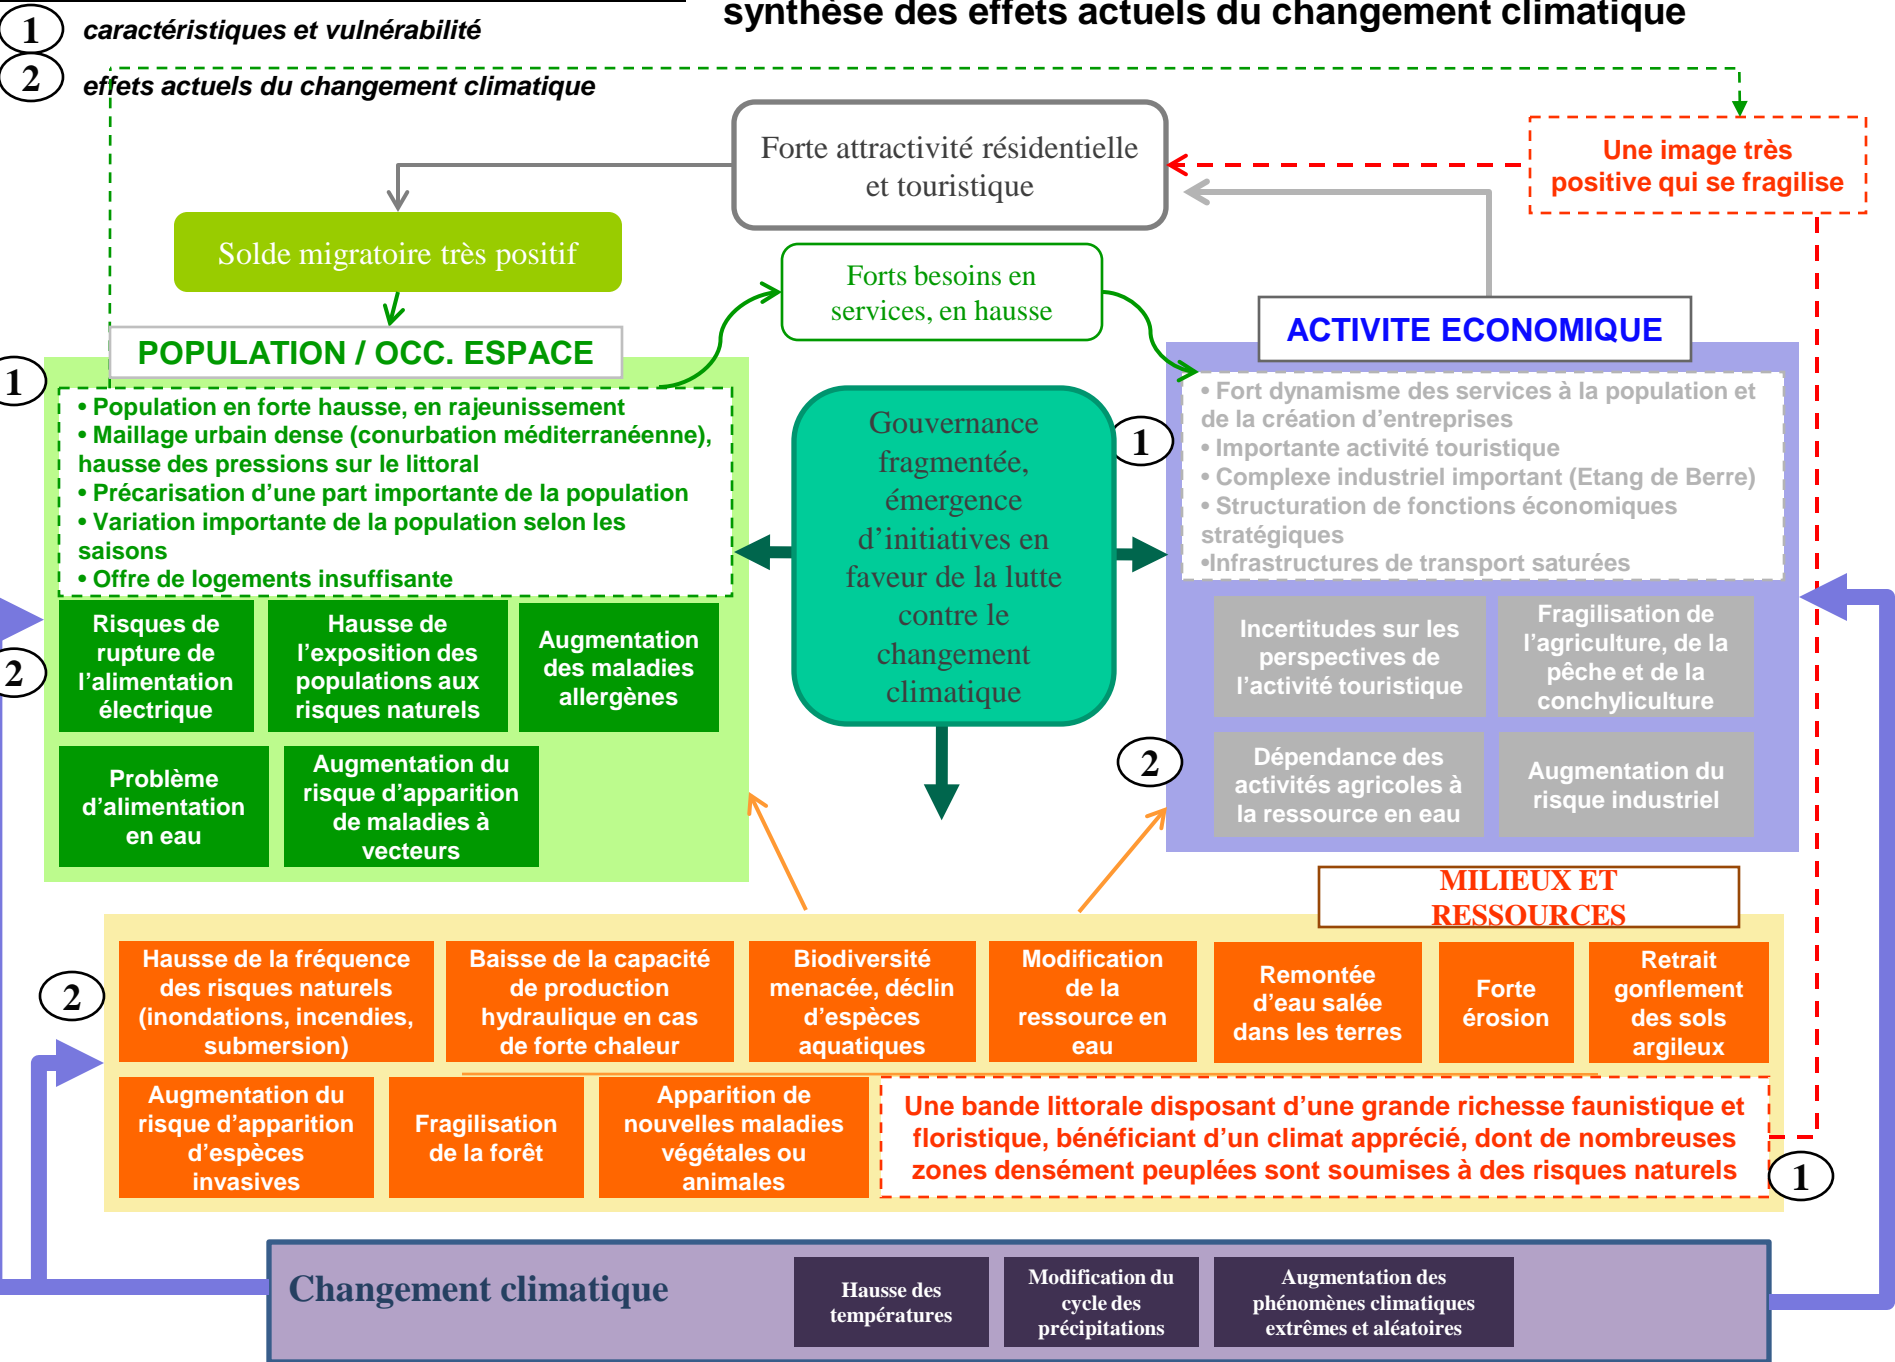 synthèse des effets actuels du changement climatique
1
caractéristiques et vulnérabilité
2
effets actuels du changement climatique
Forte attractivité résidentielle
et touristique
Une image très
positive qui se fragilise
Solde migratoire très positif
Forts besoins en
services, en hausse
POPULATION / OCC. ESPACE
1
• Population en forte hausse, en rajeunissement
• Maillage urbain dense (conurbation méditerranéenne),
hausse des pressions sur le littoral
• Précarisation d’une part importante de la population
• Variation importante de la population selon les
saisons
• Offre de logements insuffisante
2
Risques de
rupture de
l’alimentation
électrique
Hausse de
l’exposition des
populations aux
risques naturels
Augmentation
des maladies
allergènes
Problème
d’alimentation
en eau
Augmentation du
risque d’apparition
de maladies à
vecteurs
Gouvernance
fragmentée,
émergence
d’initiatives en
faveur de la lutte
contre le
changement
climatique
ACTIVITE ECONOMIQUE
1
• Fort dynamisme des services à la population et
de la création d’entreprises
• Importante activité touristique
• Complexe industriel important (Etang de Berre)
• Structuration de fonctions économiques
stratégiques
•Infrastructures de transport saturées
2
Incertitudes sur les
perspectives de
l’activité touristique
Fragilisation de
l’agriculture, de la
pêche et de la
conchyliculture
Dépendance des
activités agricoles à
la ressource en eau
Augmentation du
risque industriel
MILIEUX ET
RESSOURCES
2
Hausse de la fréquence
des risques naturels
(inondations, incendies,
submersion)
Baisse de la capacité
de production
hydraulique en cas
de forte chaleur
Biodiversité
menacée, déclin
d’espèces
aquatiques
Modification
de la
ressource en
eau
Remontée
d’eau salée
dans les terres
Forte
érosion
Retrait
gonflement
des sols
argileux
Augmentation du
risque d’apparition
d’espèces
invasives
Fragilisation
de la forêt
Apparition de
nouvelles maladies
végétales ou
animales
Une bande littorale disposant d’une grande richesse faunistique et
floristique, bénéficiant d’un climat apprécié, dont de nombreuses
zones densément peuplées sont soumises à des risques naturels
1
Changement climatique
Hausse des
températures
Modification du
cycle des
précipitations
Augmentation des
phénomènes climatiques
extrêmes et aléatoires